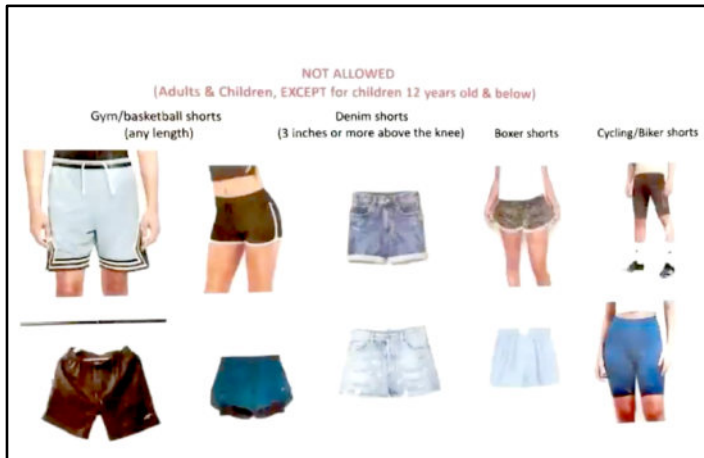 NOT ALLOWED
(Adults & Children, EXCEPT for children 12 years old & below)
Gym/basketball shorts
(any length)
Denim shorts
(3 inches or more above the knee)
Boxer shorts
Cycling/Biker shorts